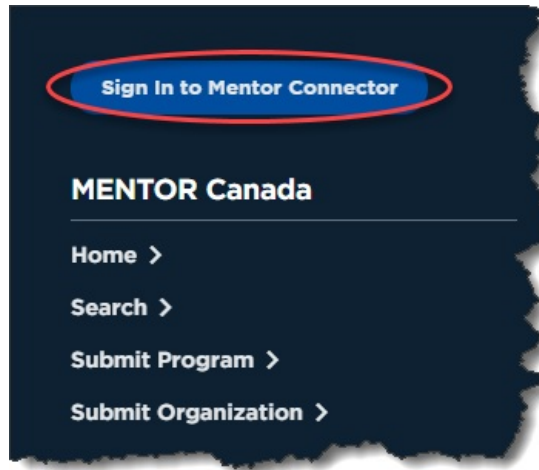 Sign In to Mentor Connector
MENTOR Canada
Home >
Search >
Submit Program >
Submit Organization >